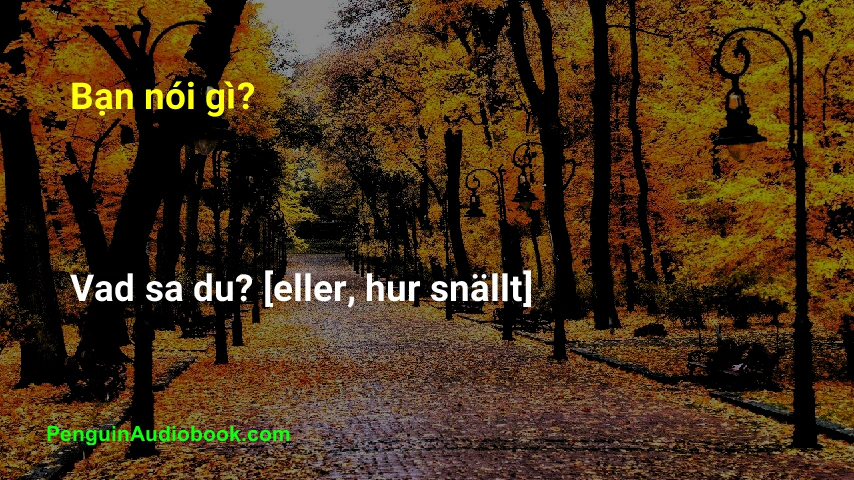 Bạn nói gì?
Vad sa du? [eller, hur snällt]
PenguinAudiobook.com